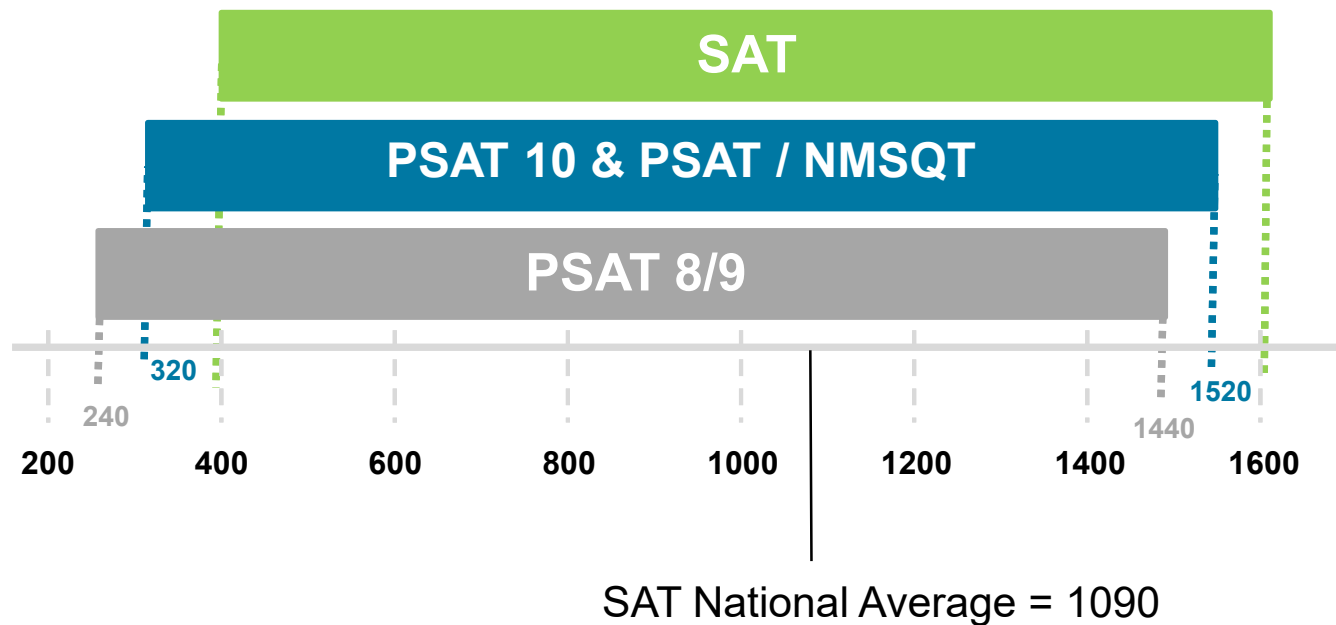 SAT
PSAT 10 & PSAT / NMSQT
PSAT 8/9
320
240
1520
1440
200 400 600 800 1000 1200 1400 1600
SAT National Average = 1090